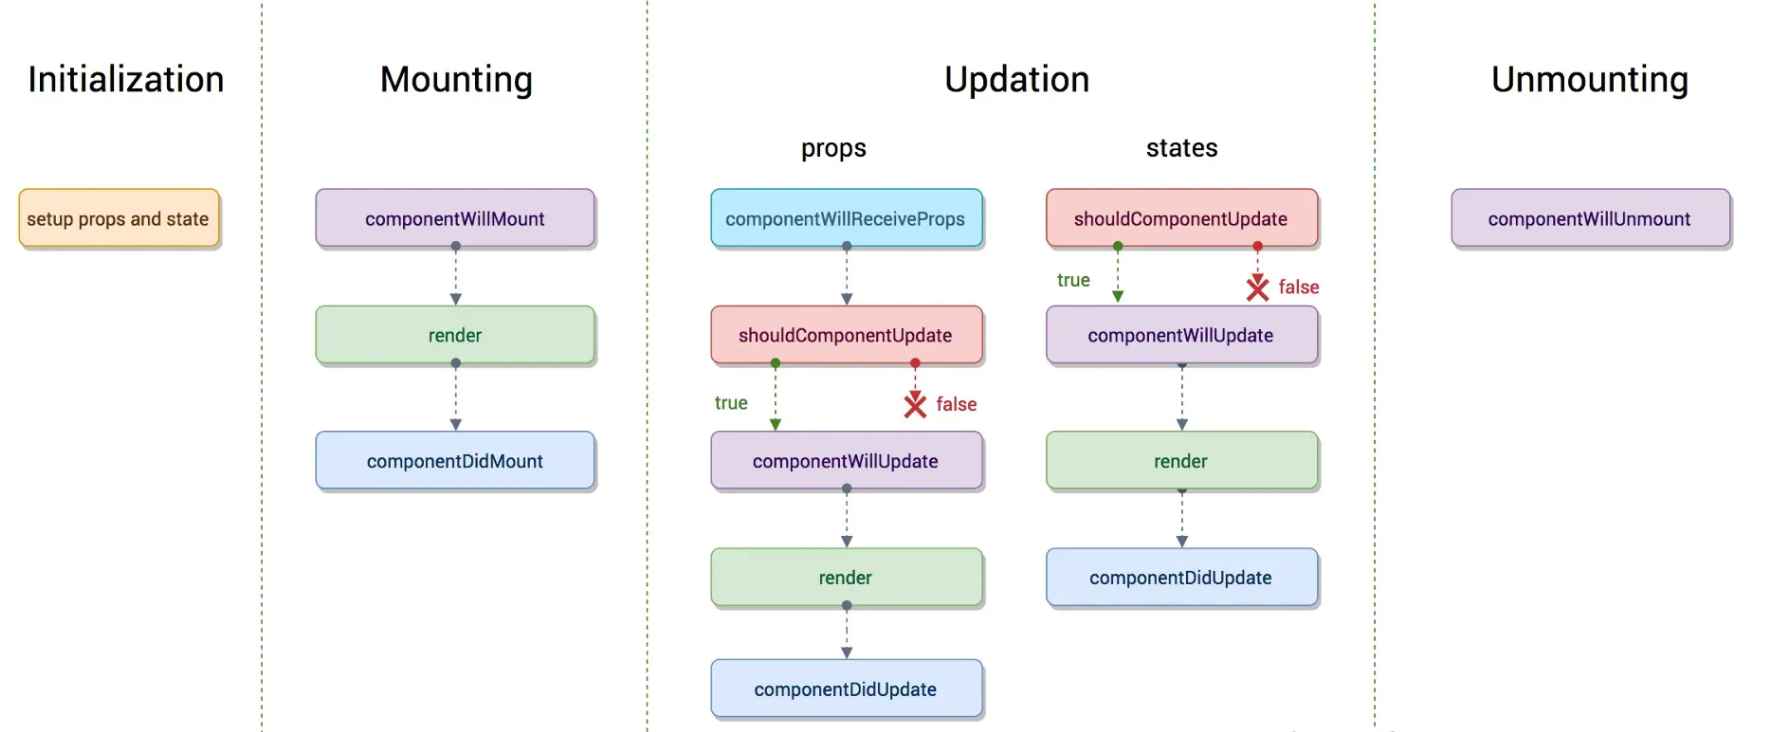 Initialization
Mounting
Updation
Unmounting
props
states
setup props and state
componentWillMount
render
componentDidMount
componentWillReceiveProps
shouldComponentUpdate
true
false
componentWillUpdate
render
componentDidUpdate
shouldComponentUpdate
true
false
componentWillUpdate
render
componentDidUpdate
componentWillUnmount